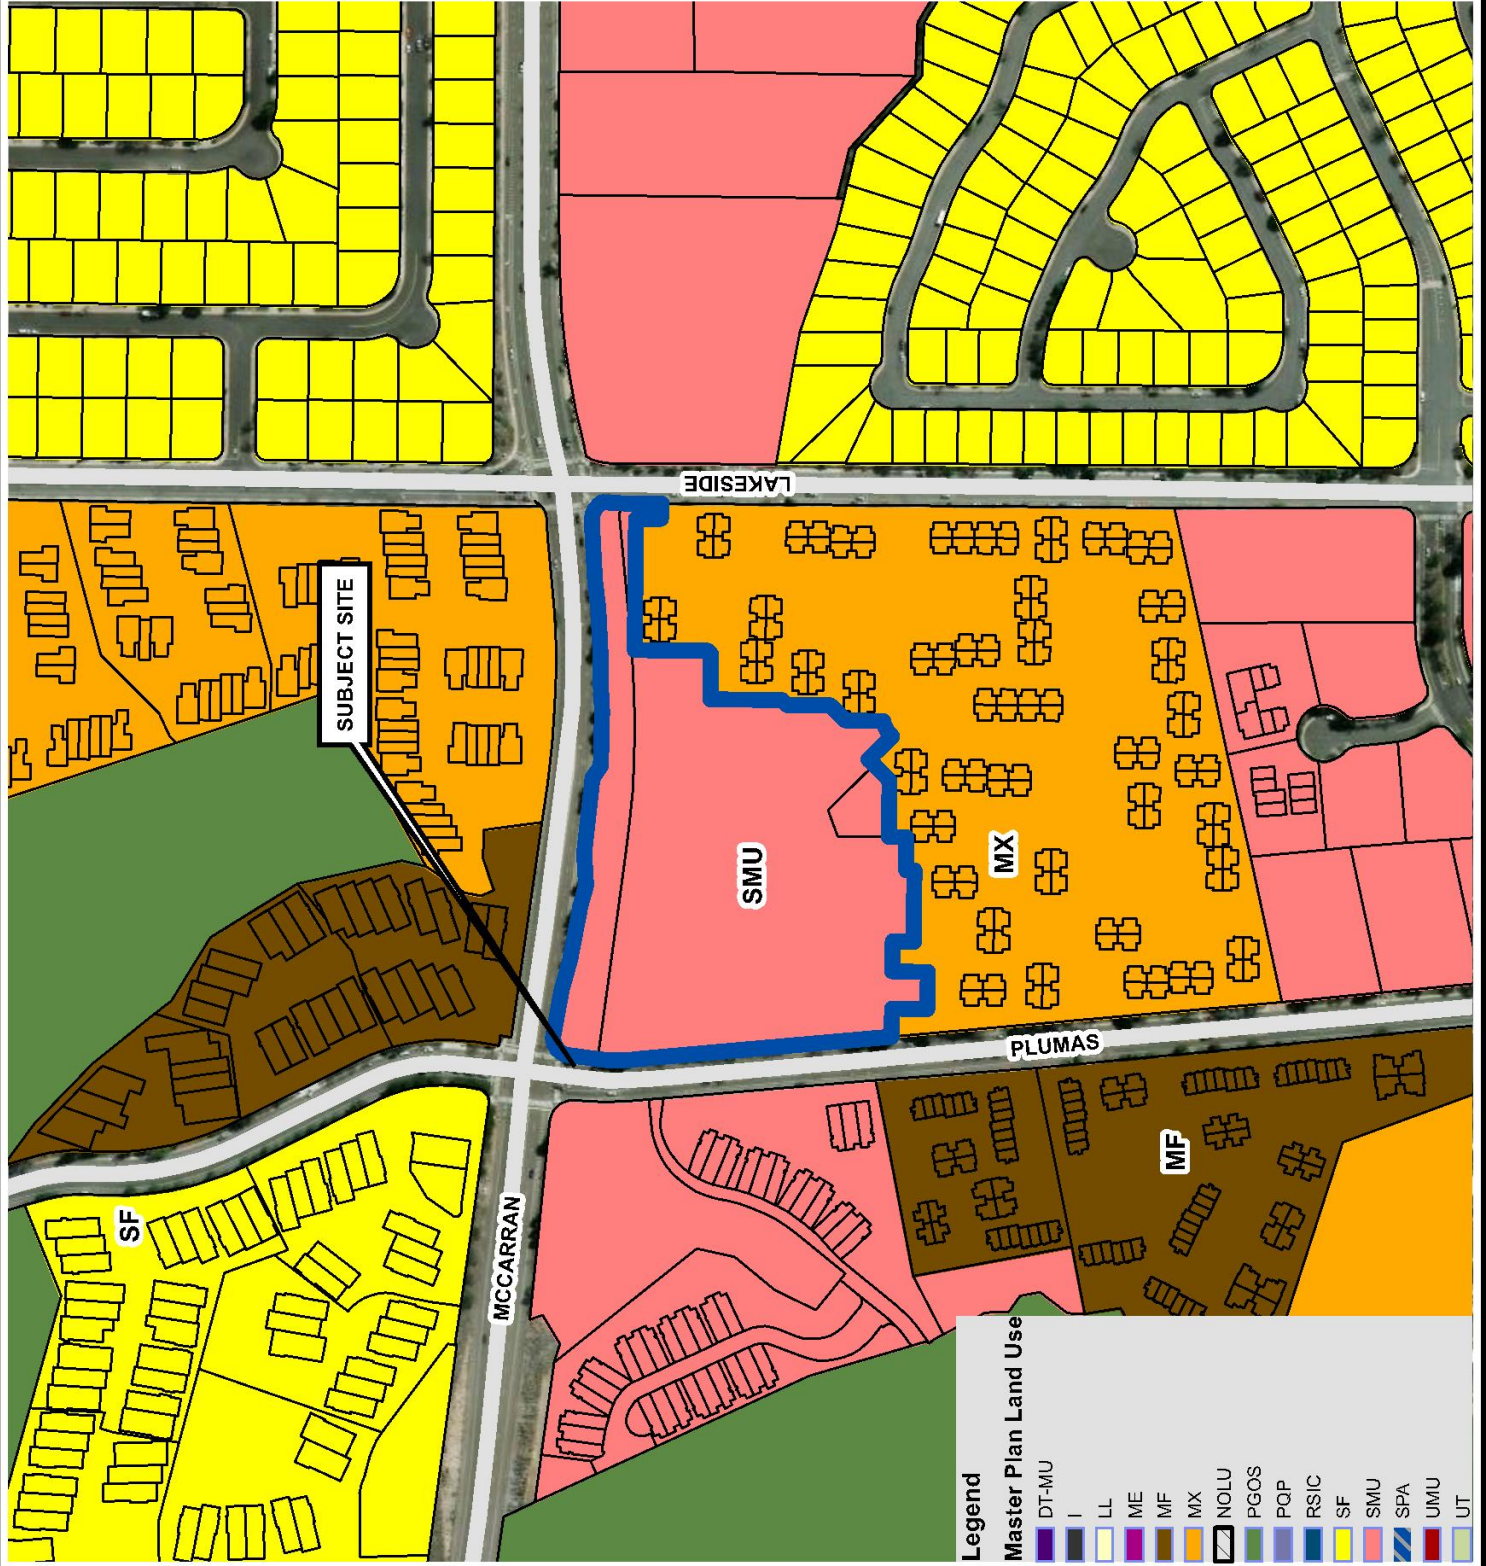 SUBJECT SITE
LAKESIDE
SMU
MX
PLUMAS
MF
SF
MCCARRAN
Legend
Master Plan Land Use
DT-MU
I
LL
ME
MF
MX
NOLU
PGOS
PQP
RSIC
SF
SMU
SPA
UMU
UT